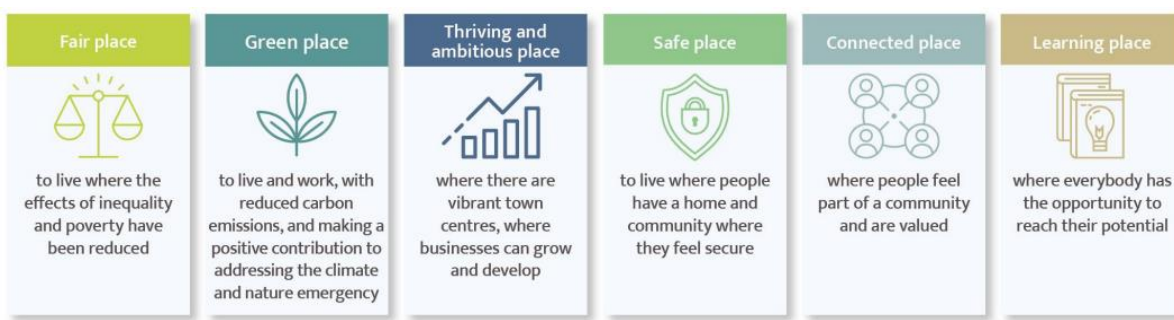 Fair place
to live where the
effects of inequality
and poverty have
been reduced
Green place
to live and work, with
reduced carbon
emissions, and making a
positive contribution to
addressing the climate
and nature emergency
Thriving and
ambitious place
where there are
vibrant town
centres, where
businesses can grow
and develop
Safe place
to live where people
have a home and
community where
they feel secure
Connected place
where people feel
part of a community
and are valued
Learning place
where everybody has
the opportunity to
reach their potential